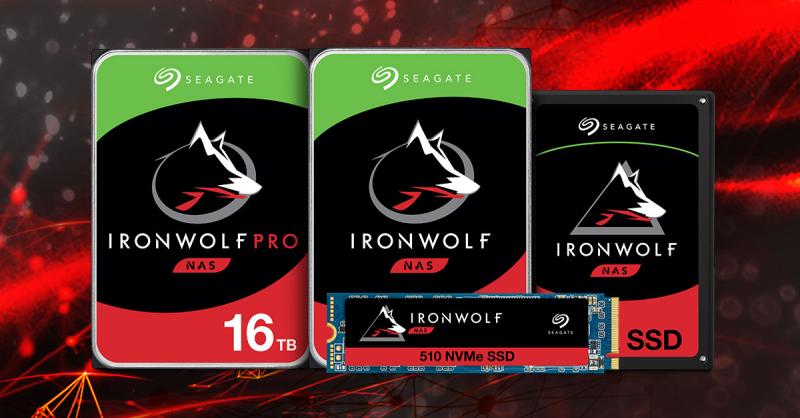 SEAGATE
IRONWOLF PRO
NAS
16TB
SEAGATE
IRONWOLF
NAS
SEAGATE
IRONWOLF
NAS
SSD
IRONWOLF
NAS
SEAGATE
510 NVMe SSD